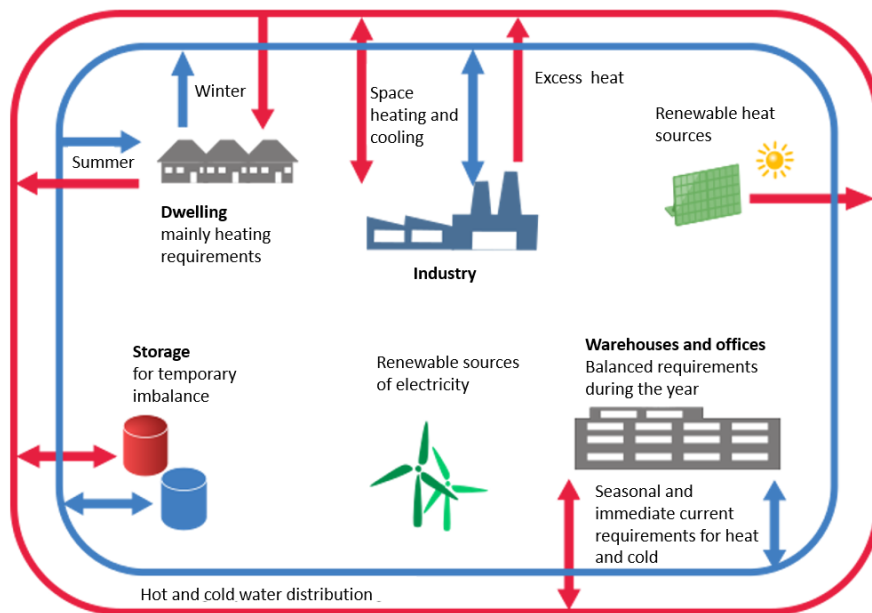 Winter
Summer
Dwelling
mainly heating
requirements
Space
heating and
cooling
Excess heat
Industry
Renewable heat
sources
Storage
for temporary
imbalance
Renewable sources
of electricity
Warehouses and offices
Balanced requirements
during the year
Seasonal and
immediate current
requirements for heat
and cold
Hot and cold water distribution